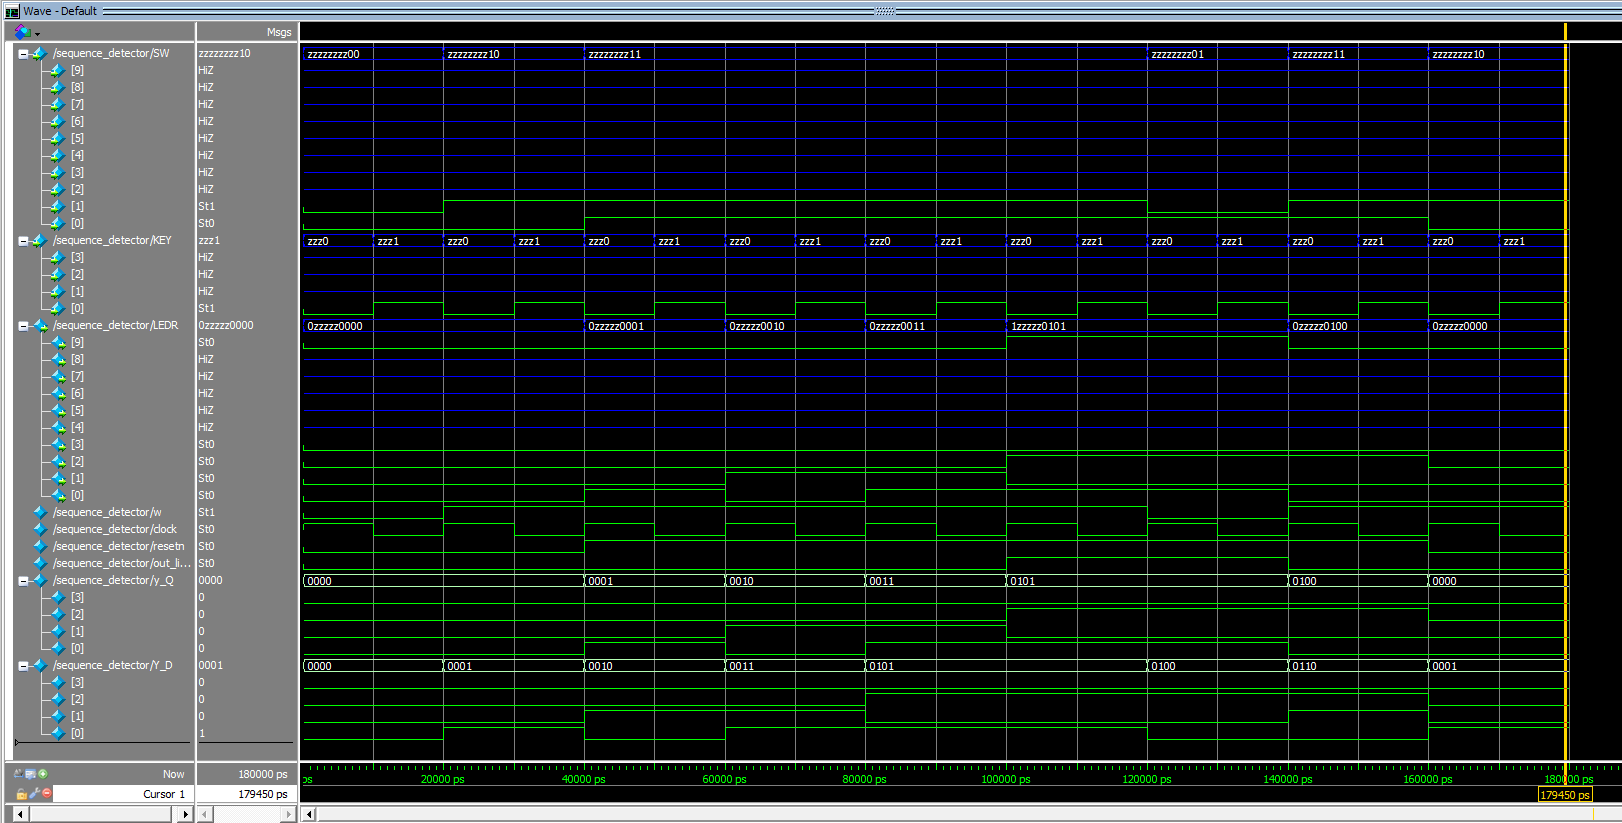 Wave - Default
Msgs
/sequence_detector/SW zzzzzzzz10 zzzzzzzz00 zzzzzzzz10 zzzzzzzz11 zzzzzzzz01 zzzzzzzz11 zzzzzzzz10
[9] HiZ
[8] HiZ
[7] HiZ
[6] HiZ
[5] HiZ
[4] HiZ
[3] HiZ
[2] HiZ
[1] St1
[0] St0
/sequence_detector/KEY zzz1 zzz0 zzz1 zzz0 zzz1 zzz0 zzz1 zzz0 zzz1 zzz0 zzz1 zzz0 zzz1 zzz0 zzz1 zzz0 zzz1 zzz0 zzz1
[3] HiZ
[2] HiZ
[1] HiZ
[0] St1
/sequence_detector/LEDR 0zzzzz0000 0zzzzz0000 0zzzzz0001 0zzzzz0010 0zzzzz0011 1zzzzz0101 0zzzzz0100 0zzzzz0000
[9] St0
[8] HiZ
[7] HiZ
[6] HiZ
[5] HiZ
[4] HiZ
[3] St0
[2] St0
[1] St0
[0] St0
/sequence_detector/w St1
/sequence_detector/clock St0
/sequence_detector/resetn St0
/sequence_detector/out_li... St0
/sequence_detector/y_Q 0000 0000 0001 0010 0011 0101 0100 0000
[3] 0
[2] 0
[1] 0
[0] 0
/sequence_detector/Y_D 0001 0000 0001 0010 0011 0101 0100 0110 0001
[3] 0
[2] 0
[1] 0
[0] 1
Now 180000 ps ps 20000 ps 40000 ps 60000 ps 80000 ps 100000 ps 120000 ps 140000 ps 160000 ps 180000 ps
Cursor 1 179450 ps 179450 ps